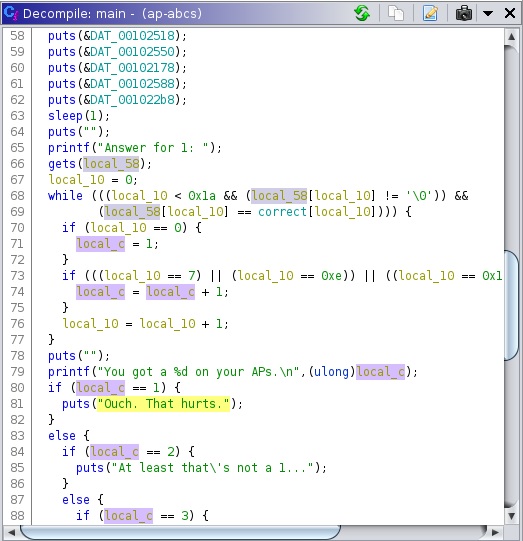 Decompile: main - (ap-abcs)
58 puts(&DAT_00102518);
59 puts(&DAT_00102550);
60 puts(&DAT_00102178);
61 puts(&DAT_00102588);
62 puts(&DAT_001022b8);
63 sleep(1);
64 puts("");
65 printf("Answer for 1: ");
66 gets(local_58);
67 local_10 = 0;
68 while (((local_10 < 0x1a && (local_58[local_10] != '\0')) &&
69 (local_58[local_10] == correct[local_10]))) {
70 if (local_10 == 0) {
71 local_c = 1;
72 }
73 if (((local_10 == 7) || (local_10 == 0xe)) || ((local_10 == 0x1
74 local_c = local_c + 1;
75 }
76 local_10 = local_10 + 1;
77 }
78 puts("");
79 printf("You got a %d on your APs.\n",(ulong)local_c);
80 if (local_c == 1) {
81 puts("Ouch. That hurts.");
82 }
83 else {
84 if (local_c == 2) {
85 puts("At least that\'s not a 1...");
86 }
87 else {
88 if (local_c == 3) {